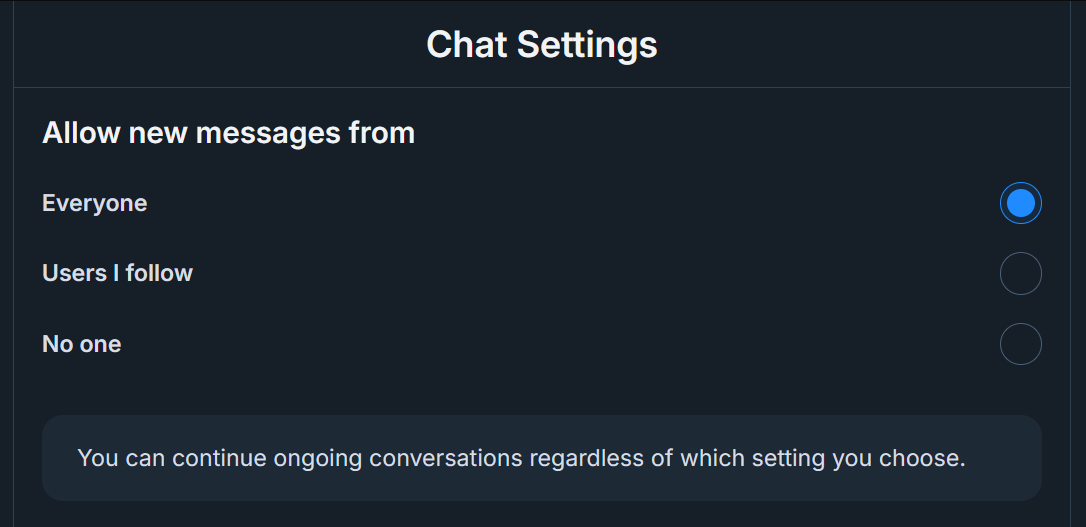 Chat Settings
Allow new messages from
Everyone
Users I follow
No one
You can continue ongoing conversations regardless of which setting you choose.